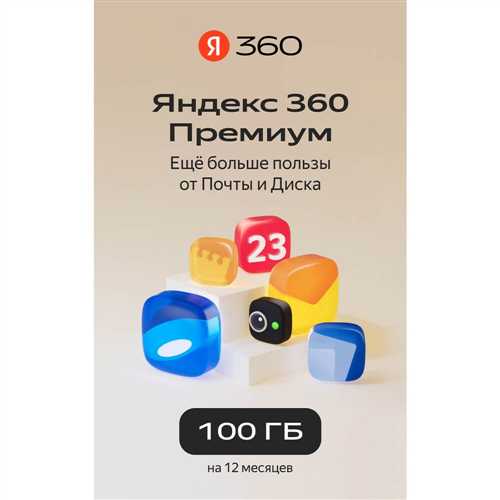 Я 360
Яндекс 360
Премиум
Ещё больше пользы
от Почты и Диска
23
100 ГБ
на 12 месяцев